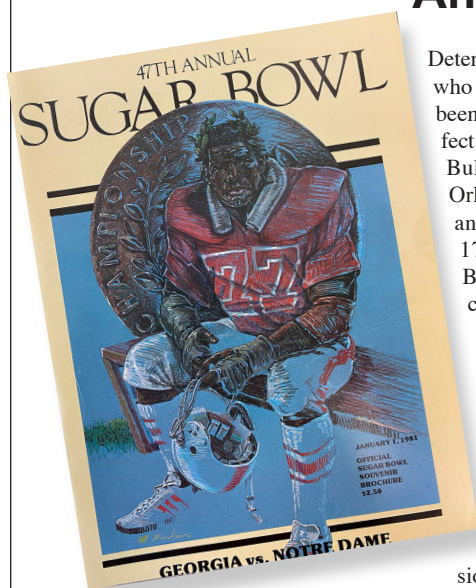 47TH ANNUAL
SUGAR BOWL
CHAMPIONSHIP
77
JANUARY 1, 1981
OFFICIAL
SUGAR BOWL
SOUVENIR
BROCHURE
$2.50
GEORGIA vs. NOTRE DAME
Deter
who
been
fect
Bul
Orl
an
17
B
c